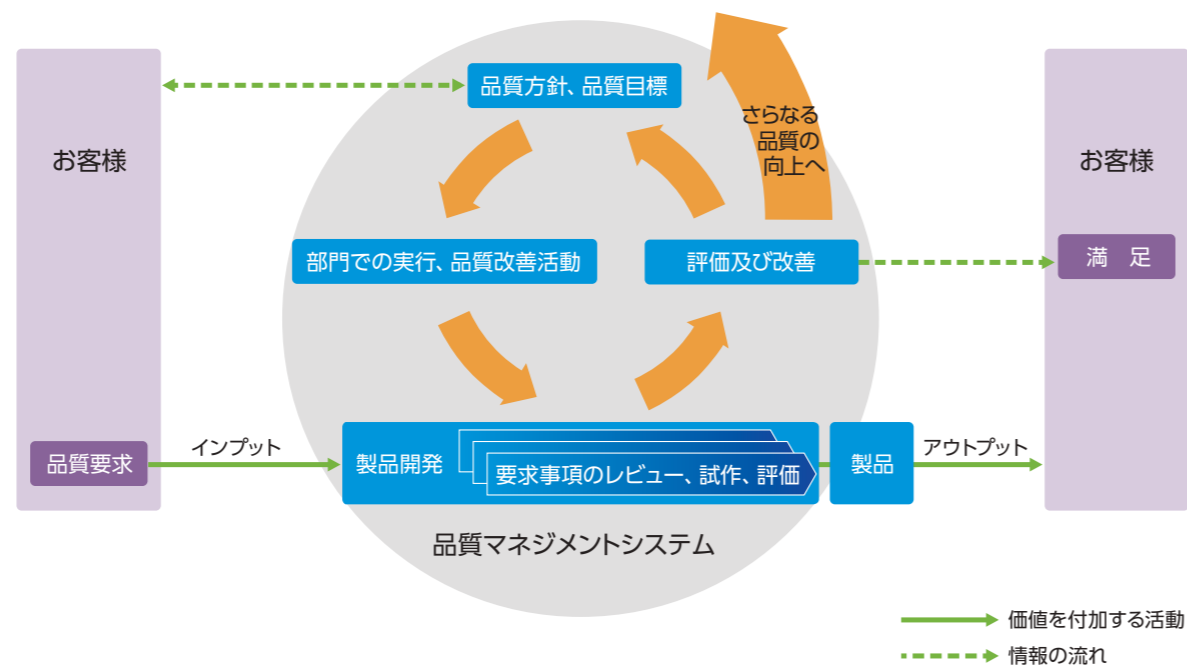 品質方針、品質目標
さらなる
品質の
向上へ
お客様
お客様
部門での実行、品質改善活動
評価及び改善
満　足
品質要求
インプット
製品開発
要求事項のレビュー、試作、評価
製品
アウトプット
品質マネジメントシステム
価値を付加する活動
情報の流れ